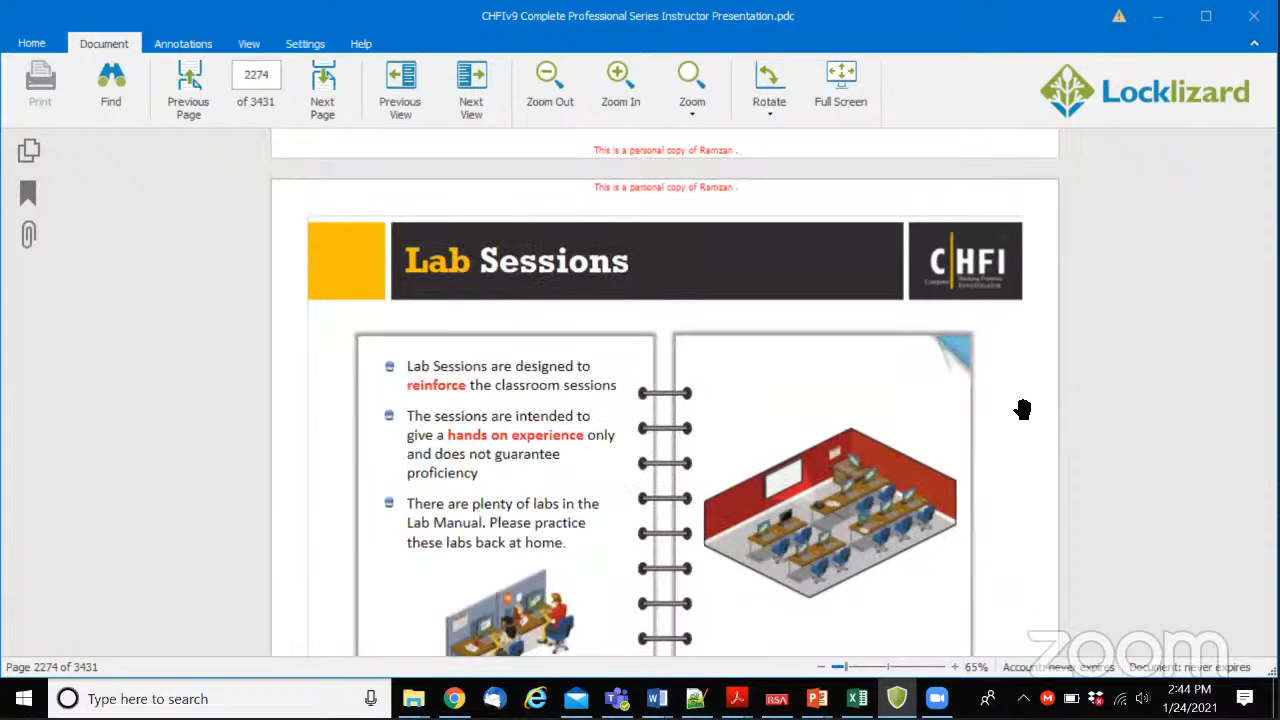 CHFIv9 Complete Professional Series Instructor Presentation.pdc
Home
Document
Annotations
View
Settings
Help
Print
Find
Previous Page
2274
of 3431
Next Page
Previous View
Next View
Zoom Out
Zoom In
Zoom
Rotate
Full Screen
Locklizard
This is a personal copy of Ramzan .
This is a personal copy of Ramzan .
Lab Sessions
CHFI
Computer Hacking Forensic
INVESTIGATOR
Lab Sessions are designed to
reinforce the classroom sessions
The sessions are intended to
give a hands on experience only
and does not guarantee
proficiency
There are plenty of labs in the
Lab Manual. Please practice
these labs back at home.
zoom
Page 2274 of 3431
65%
Account: never expires
Document: never expires
Type here to search
RSA
2:44 PM
1/24/2021